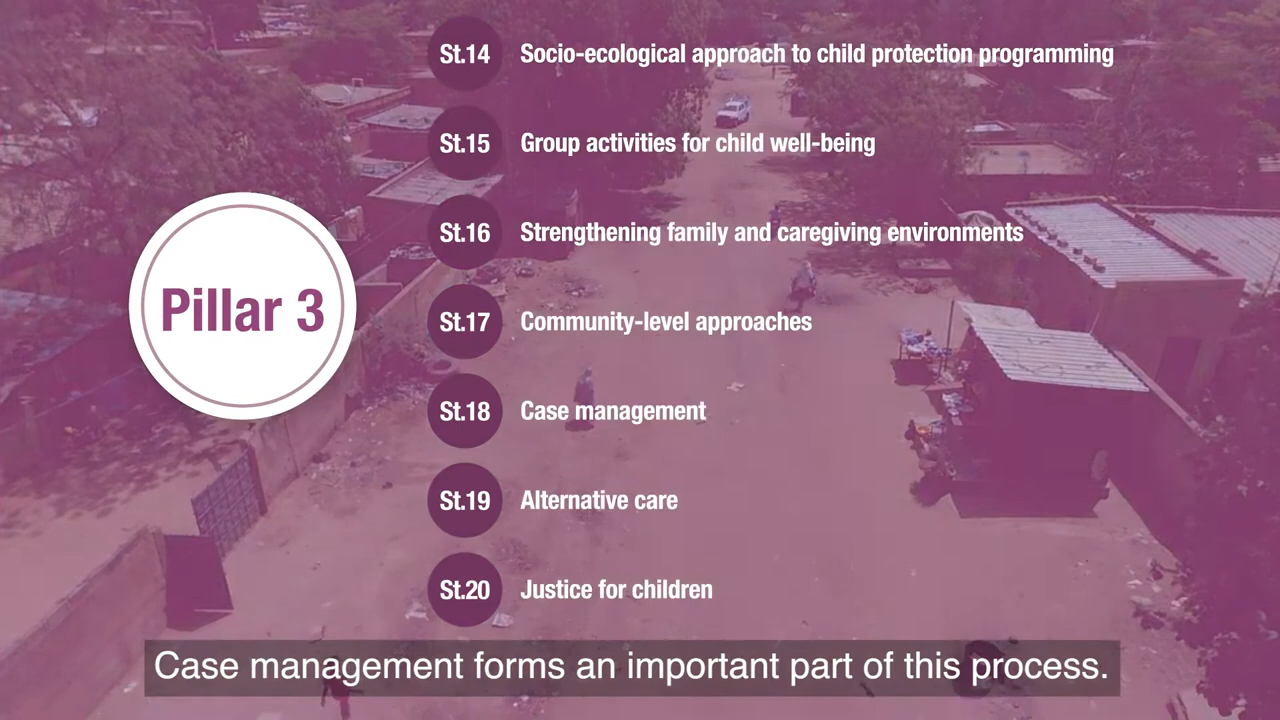 St.14 Socio-ecological approach to child protection programming
St.15 Group activities for child well-being
St.16 Strengthening family and caregiving environments
Pillar 3
St.17 Community-level approaches
St.18 Case management
St.19 Alternative care
St.20 Justice for children
Case management forms an important part of this process.